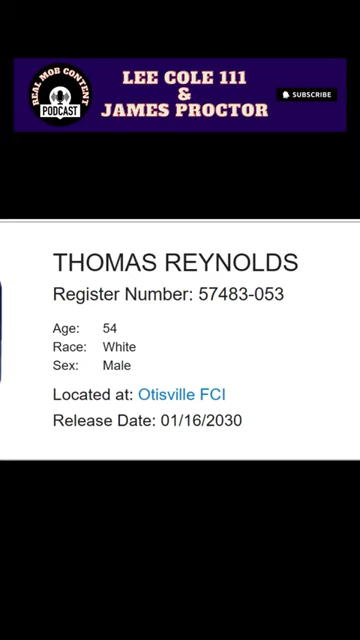 REAL MOB CONTENT
PODCAST
LEE COLE 111
&
JAMES PROCTOR
SUBSCRIBE
THOMAS REYNOLDS
Register Number: 57483-053
Age: 54
Race: White
Sex: Male
Located at: Otisville FCI
Release Date: 01/16/2030